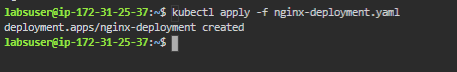 labsuser@ip-172-31-25-37:~$ kubectl apply -f nginx-deployment.yaml
deployment.apps/nginx-deployment created
labsuser@ip-172-31-25-37:~$